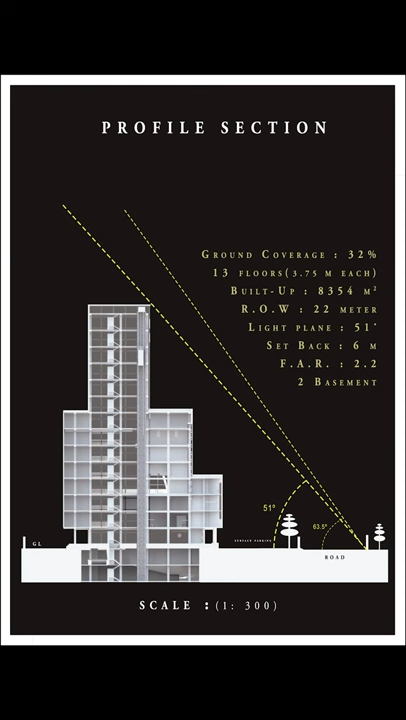 PROFILE SECTION
GROUND COVERAGE : 32%
13 FLOORS(3.75 M EACH)
BUILT-UP : 8354 M²
R.O.W : 22 METER
LIGHT PLANE : 51°
SET BACK : 6 M
F.A.R. : 2.2
2 BASEMENT
51°
63.5°
GL
SURFACE PARKING
ROAD
SCALE : (1: 300)